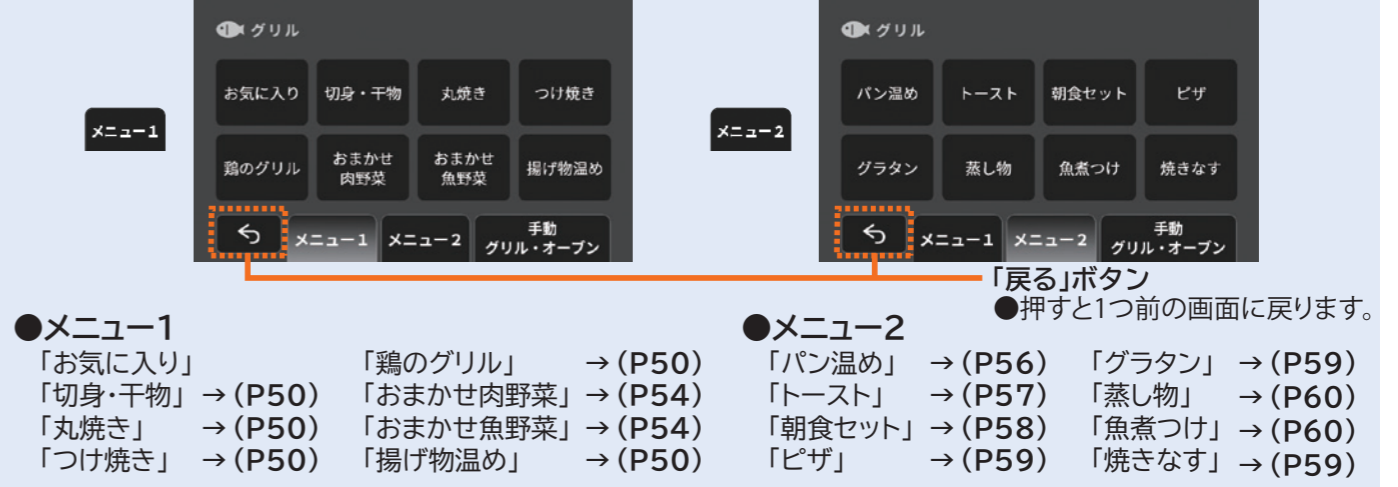 メニュー1
グリル
お気に入り 切身・干物 丸焼き つけ焼き
鶏のグリル おまかせ肉野菜 おまかせ魚野菜 揚げ物温め
メニュー1 メニュー2 手動グリル・オーブン
メニュー2
グリル
パン温め トースト 朝食セット ピザ
グラタン 蒸し物 魚煮つけ 焼きなす
メニュー1 メニュー2 手動グリル・オーブン
「戻る」ボタン
●押すと1つ前の画面に戻ります。
●メニュー1
「お気に入り」
「切身・干物」→(P50)
「丸焼き」→(P50)
「つけ焼き」→(P50)
「鶏のグリル」→(P50)
「おまかせ肉野菜」→(P54)
「おまかせ魚野菜」→(P54)
「揚げ物温め」→(P50)
●メニュー2
「パン温め」→(P56)
「トースト」→(P57)
「朝食セット」→(P58)
「ピザ」→(P59)
「グラタン」→(P59)
「蒸し物」→(P60)
「魚煮つけ」→(P60)
「焼きなす」→(P59)